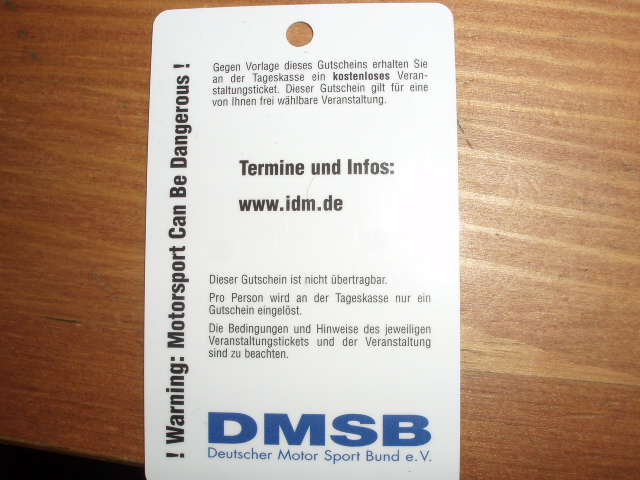 ! Warning: Motorsport Can Be Dangerous !
Gegen Vorlage dieses Gutscheins erhalten Sie
an der Tageskasse ein kostenloses Veran-
staltungsticket. Dieser Gutschein gilt für eine
von Ihnen frei wählbare Veranstaltung.
Termine und Infos:
www.idm.de
Dieser Gutschein ist nicht übertragbar.
Pro Person wird an der Tageskasse nur ein
Gutschein eingelöst.
Die Bedingungen und Hinweise des jeweiligen
Veranstaltungstickets und der Veranstaltung
sind zu beachten.
DMSB
Deutscher Motor Sport Bund e.V.